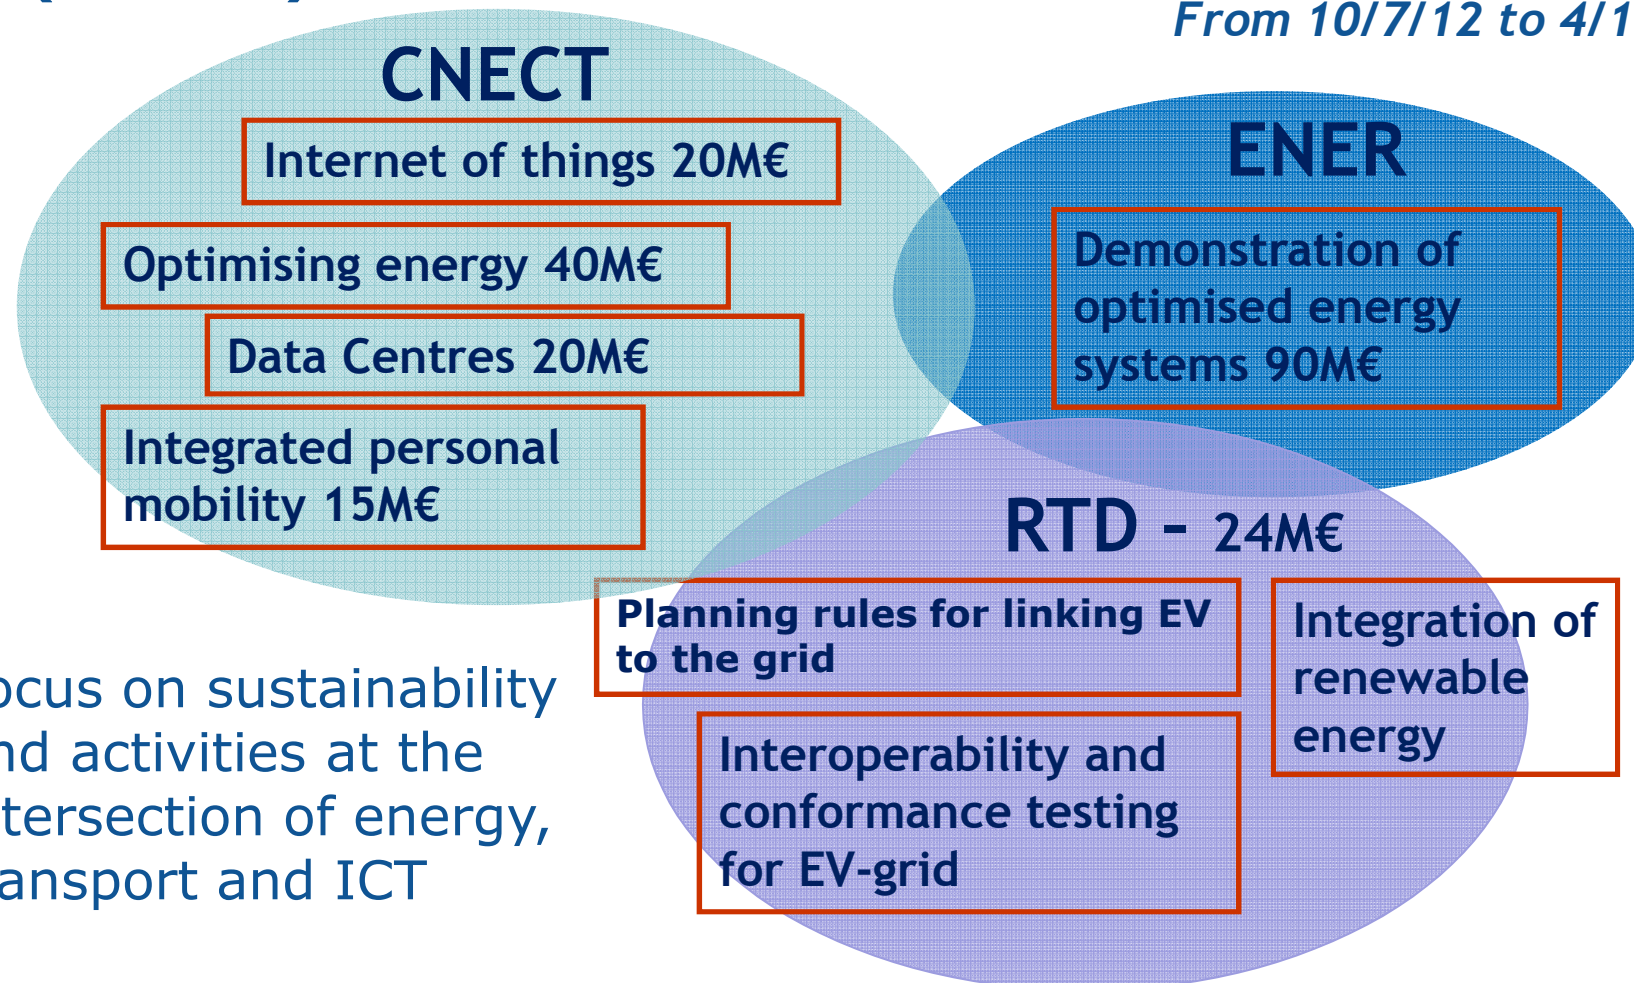 From 10/7/12 to 4/1
CNECT
Internet of things 20M€
Optimising energy 40M€
Data Centres 20M€
Integrated personal
mobility 15M€
ENER
Demonstration of
optimised energy
systems 90M€
RTD – 24M€
Planning rules for linking EV
to the grid
Integration of
renewable
energy
Interoperability and
conformance testing
for EV-grid
ocus on sustainability
nd activities at the
tersection of energy,
ansport and ICT